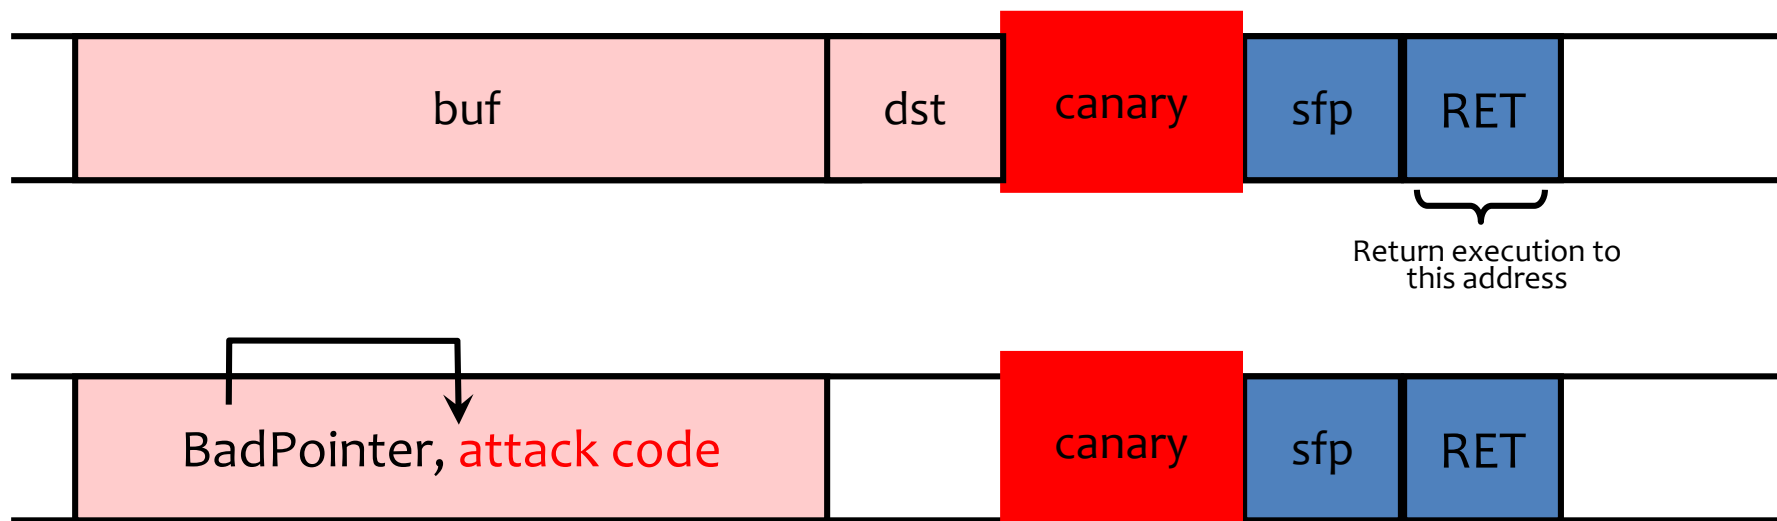 buf
dst
canary
sfp
RET
Return execution to
this address
BadPointer, attack code
canary
sfp
RET